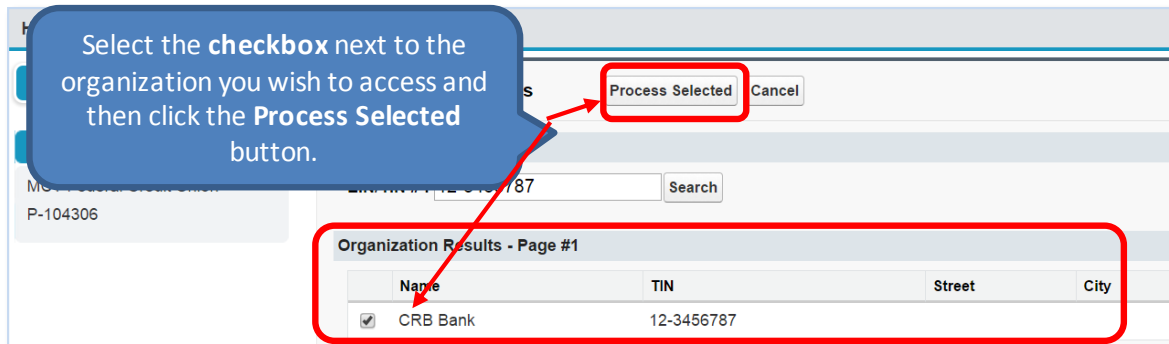 Select the checkbox next to the
organization you wish to access and
then click the Process Selected
button.
Process Selected
Cancel
Search
P-104306
Organization Results - Page #1
Name TIN Street City
CRB Bank 12-3456787